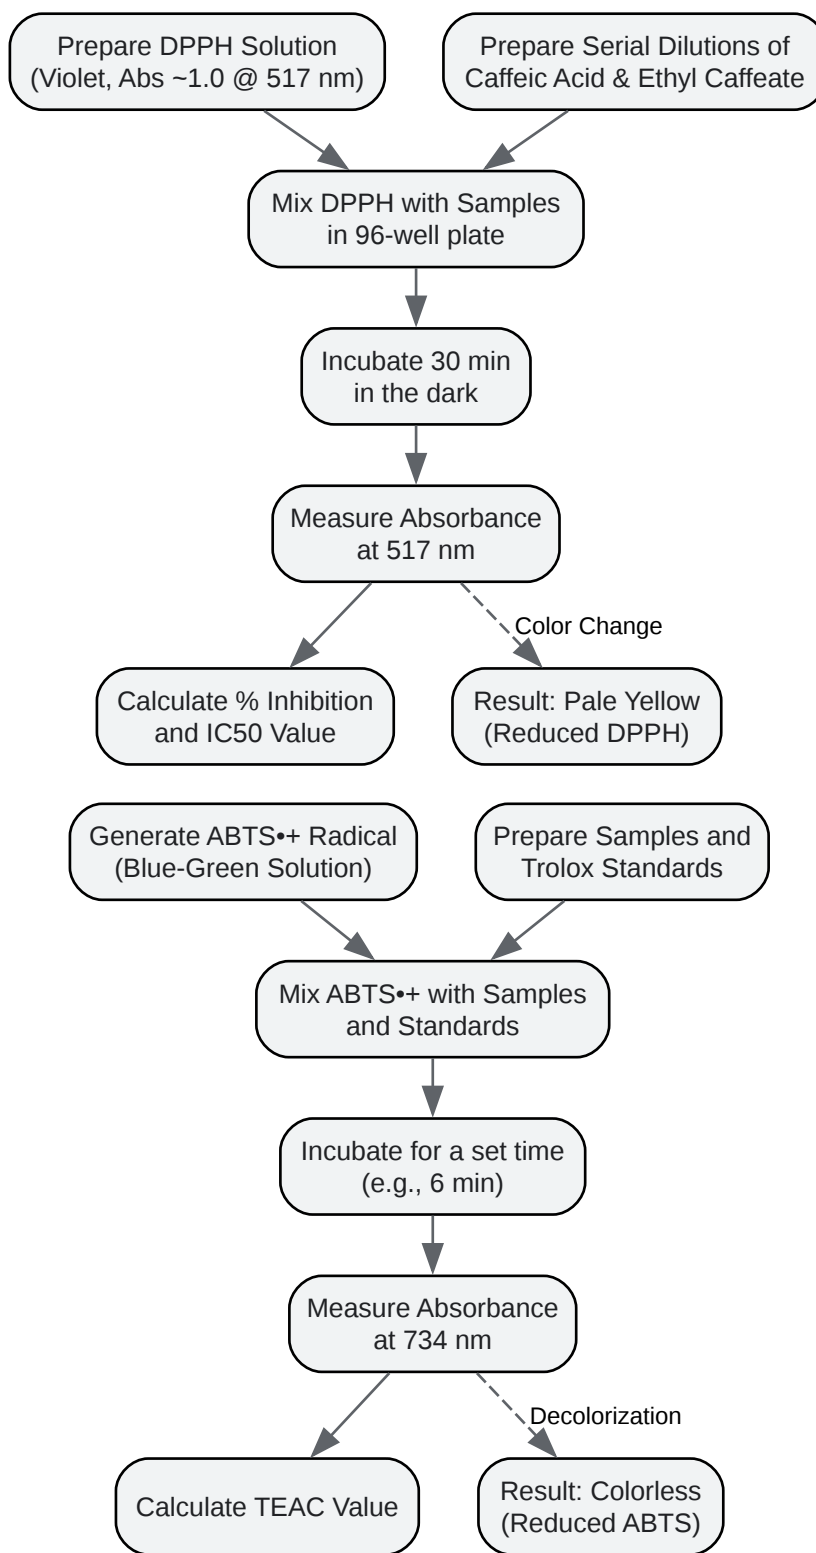 Prepare DPPH Solution
(Violet, Abs ~1.0 @ 517 nm)
Prepare Serial Dilutions of
Caffeic Acid & Ethyl Caffeate
Mix DPPH with Samples
in 96-well plate
Incubate 30 min
in the dark
Measure Absorbance
at 517 nm
Color Change
Calculate % Inhibition
and IC50 Value
Result: Pale Yellow
(Reduced DPPH)
Generate ABTS•+ Radical
(Blue-Green Solution)
Prepare Samples and
Trolox Standards
Mix ABTS•+ with Samples
and Standards
Incubate for a set time
(e.g., 6 min)
Measure Absorbance
at 734 nm
Decolorization
Calculate TEAC Value
Result: Colorless
(Reduced ABTS)